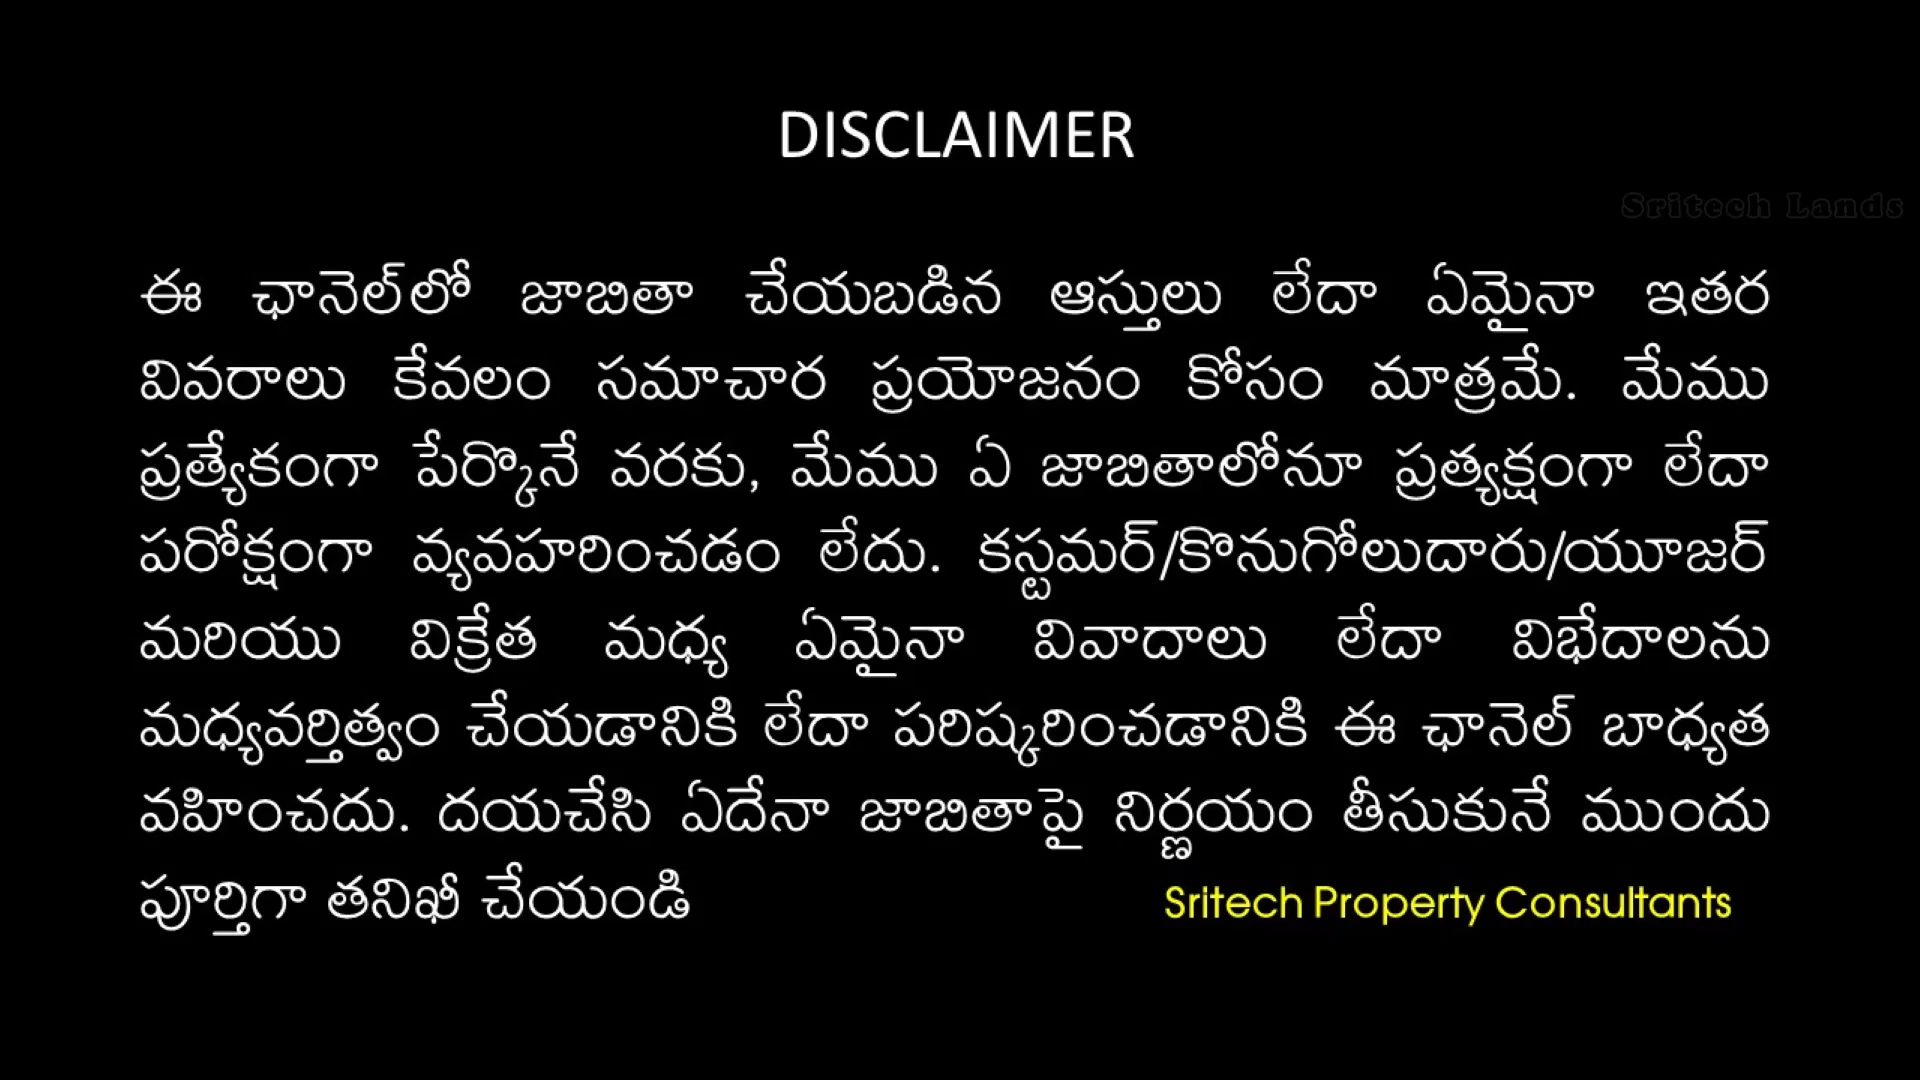 DISCLAIMER
Sritech Lands
ఈ ఛానెల్‌లో జాబితా చేయబడిన ఆస్తులు లేదా ఏమైనా ఇతర
వివరాలు కేవలం సమాచార ప్రయోజనం కోసం మాత్రమే. మేము
ప్రత్యేకంగా పేర్కొనే వరకు, మేము ఏ జాబితాలోనూ ప్రత్యక్షంగా లేదా
పరోక్షంగా వ్యవహరించడం లేదు. కస్టమర్/కొనుగోలుదారు/యూజర్
మరియు విక్రేత మధ్య ఏమైనా వివాదాలు లేదా విభేదాలను
మధ్యవర్తిత్వం చేయడానికి లేదా పరిష్కరించడానికి ఈ ఛానెల్ బాధ్యత
వహించదు. దయచేసి ఏదేనా జాబితాపై నిర్ణయం తీసుకునే ముందు
పూర్తిగా తనిఖీ చేయండి
Sritech Property Consultants